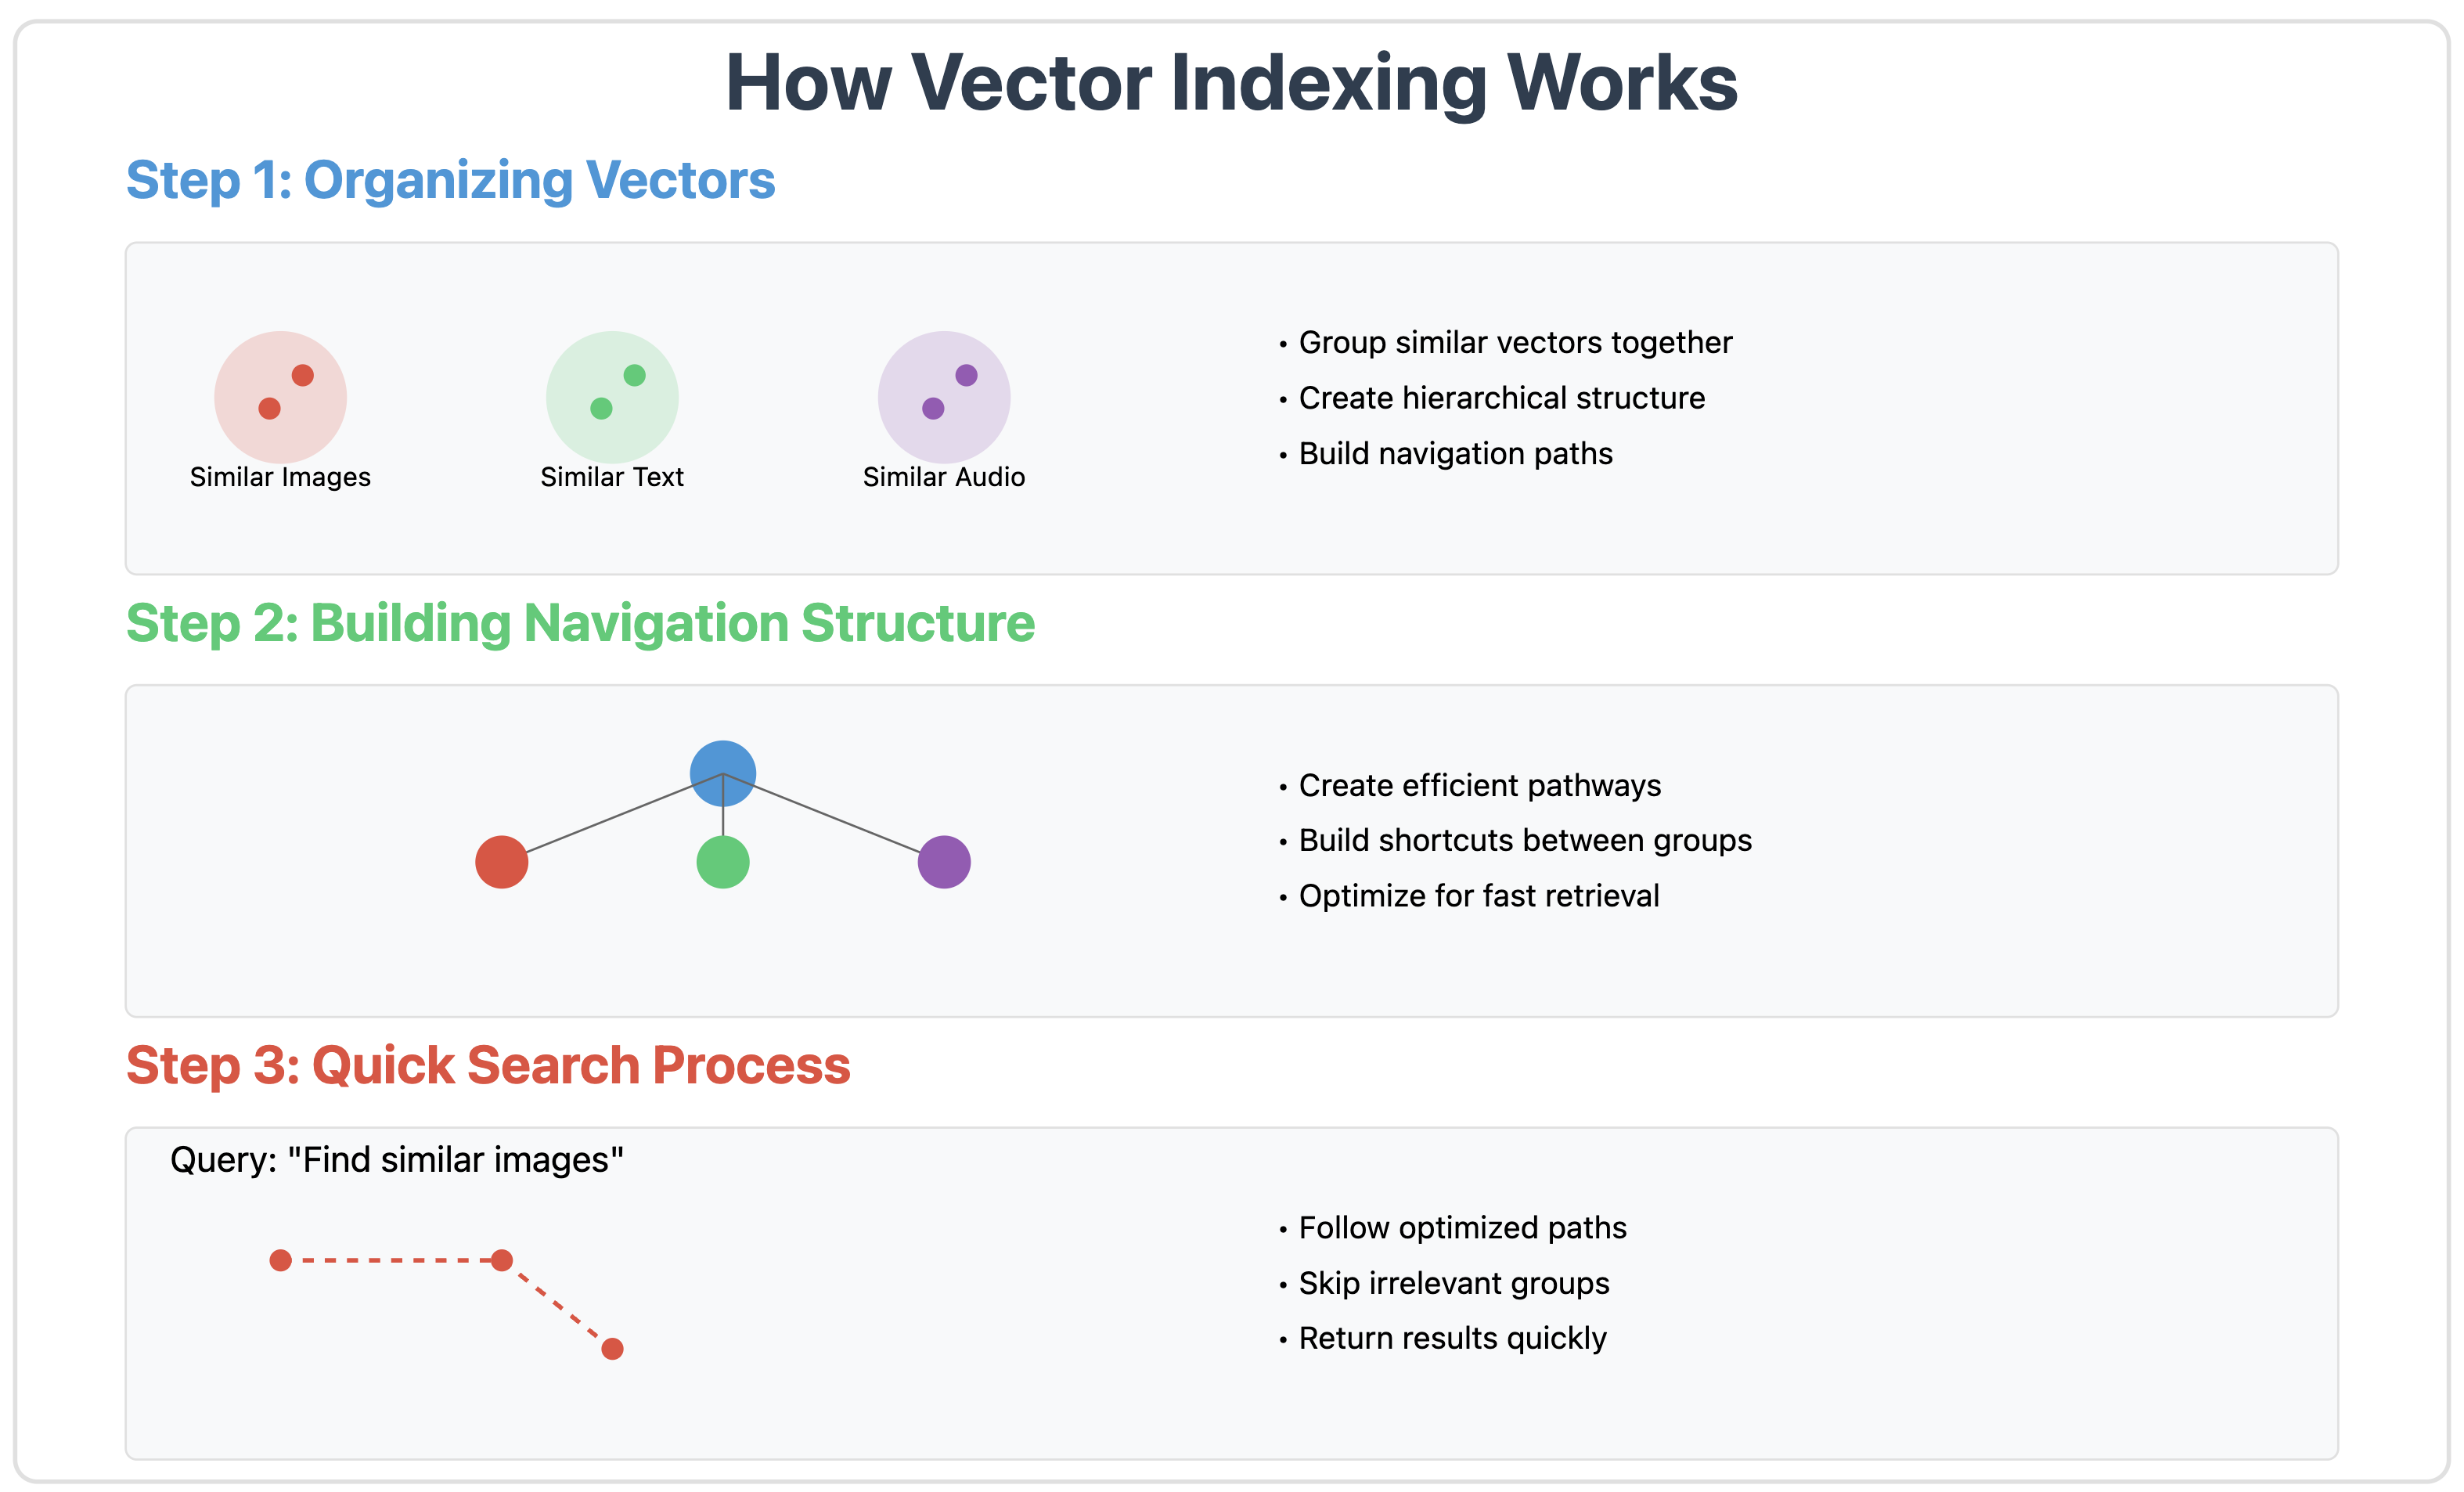 How Vector Indexing Works
Step 1: Organizing Vectors
Similar Images
Similar Text
Similar Audio
• Group similar vectors together
• Create hierarchical structure
• Build navigation paths
Step 2: Building Navigation Structure
• Create efficient pathways
• Build shortcuts between groups
• Optimize for fast retrieval
Step 3: Quick Search Process
Query: "Find similar images"
• Follow optimized paths
• Skip irrelevant groups
• Return results quickly